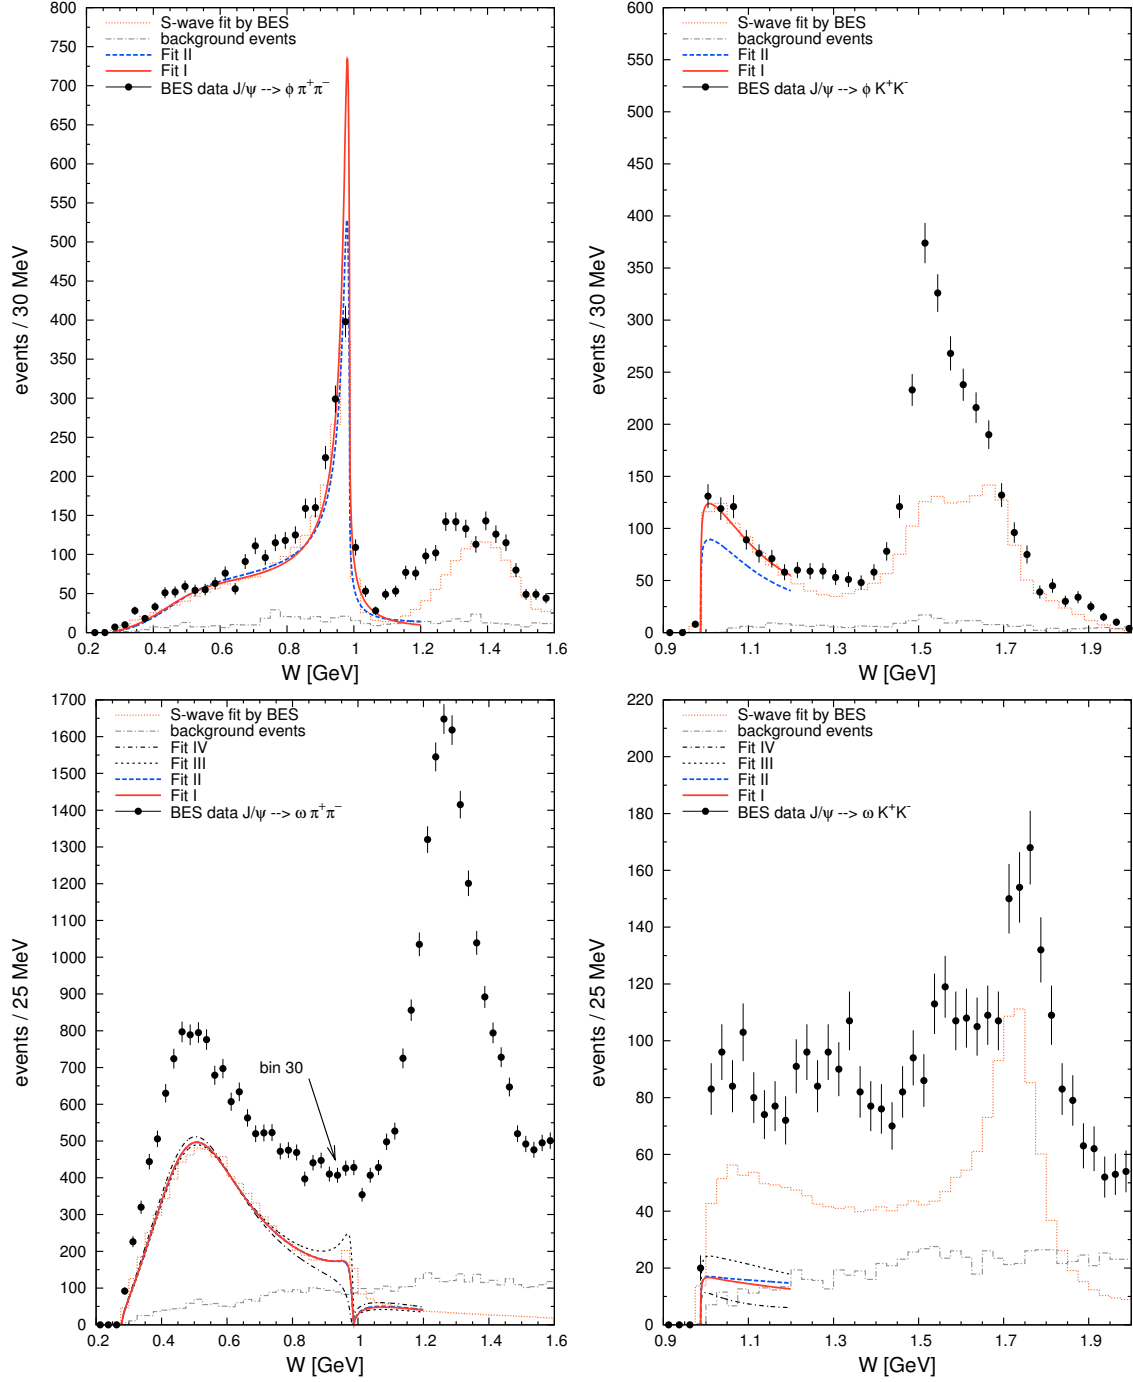 800
750
700
650
600
550
500
450
400
350
300
250
200
150
100
50
0
0.2
0.4
0.6
0.8
1
1.2
1.4
1.6
events / 30 MeV
W [GeV]
S-wave fit by BES
background events
Fit II
Fit I
BES data J/ψ --> ϕ π⁺π⁻
600
550
500
450
400
350
300
250
200
150
100
50
0
0.9
1.1
1.3
1.5
1.7
1.9
events / 30 MeV
W [GeV]
S-wave fit by BES
background events
Fit II
Fit I
BES data J/ψ --> ϕ K⁺K⁻
1700
1600
1500
1400
1300
1200
1100
1000
900
800
700
600
500
400
300
200
100
0
0.2
0.4
0.6
0.8
1
1.2
1.4
1.6
events / 25 MeV
W [GeV]
S-wave fit by BES
background events
Fit IV
Fit III
Fit II
Fit I
BES data J/ψ --> ω π⁺π⁻
bin 30
220
200
180
160
140
120
100
80
60
40
20
0
0.9
1.1
1.3
1.5
1.7
1.9
events / 25 MeV
W [GeV]
S-wave fit by BES
background events
Fit IV
Fit III
Fit II
Fit I
BES data J/ψ --> ω K⁺K⁻